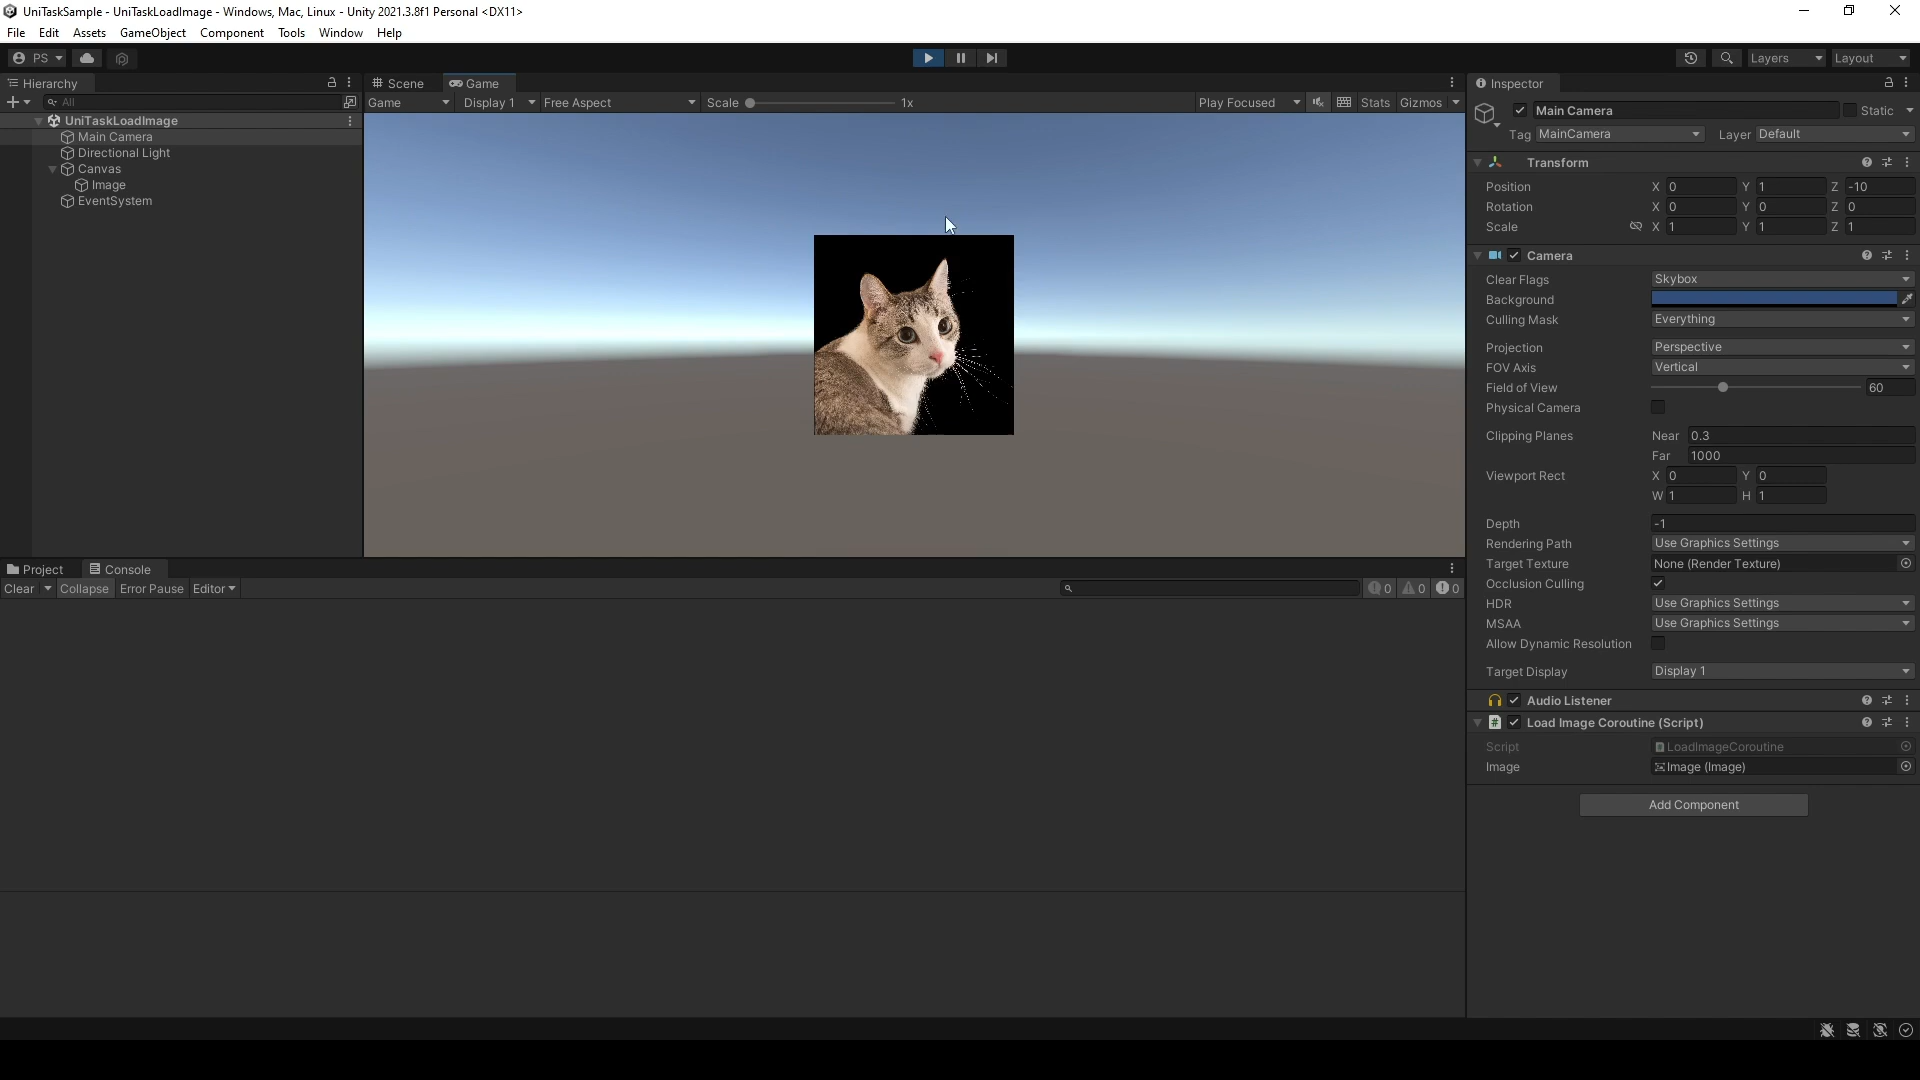 UniTaskSample - UniTaskLoadImage - Windows, Mac, Linux - Unity 2021.3.8f1 Personal <DX11>
File Edit Assets GameObject Component Tools Window Help
PS Layers Layout
Hierarchy
All
UniTaskLoadImage
Main Camera
Directional Light
Canvas
Image
EventSystem
Scene Game
Game Display 1 Free Aspect Scale 1x Play Focused Stats Gizmos
Project Console
Clear Collapse Error Pause Editor 0 0 0
Inspector
Main Camera Static
Tag MainCamera Layer Default
Transform
Position X 0 Y 1 Z -10
Rotation X 0 Y 0 Z 0
Scale X 1 Y 1 Z 1
Camera
Clear Flags Skybox
Background
Culling Mask Everything
Projection Perspective
FOV Axis Vertical
Field of View 60
Physical Camera
Clipping Planes Near 0.3
Far 1000
Viewport Rect X 0 Y 0
W 1 H 1
Depth -1
Rendering Path Use Graphics Settings
Target Texture None (Render Texture)
Occlusion Culling
HDR Use Graphics Settings
MSAA Use Graphics Settings
Allow Dynamic Resolution
Target Display Display 1
Audio Listener
Load Image Coroutine (Script)
Script LoadImageCoroutine
Image Image (Image)
Add Component